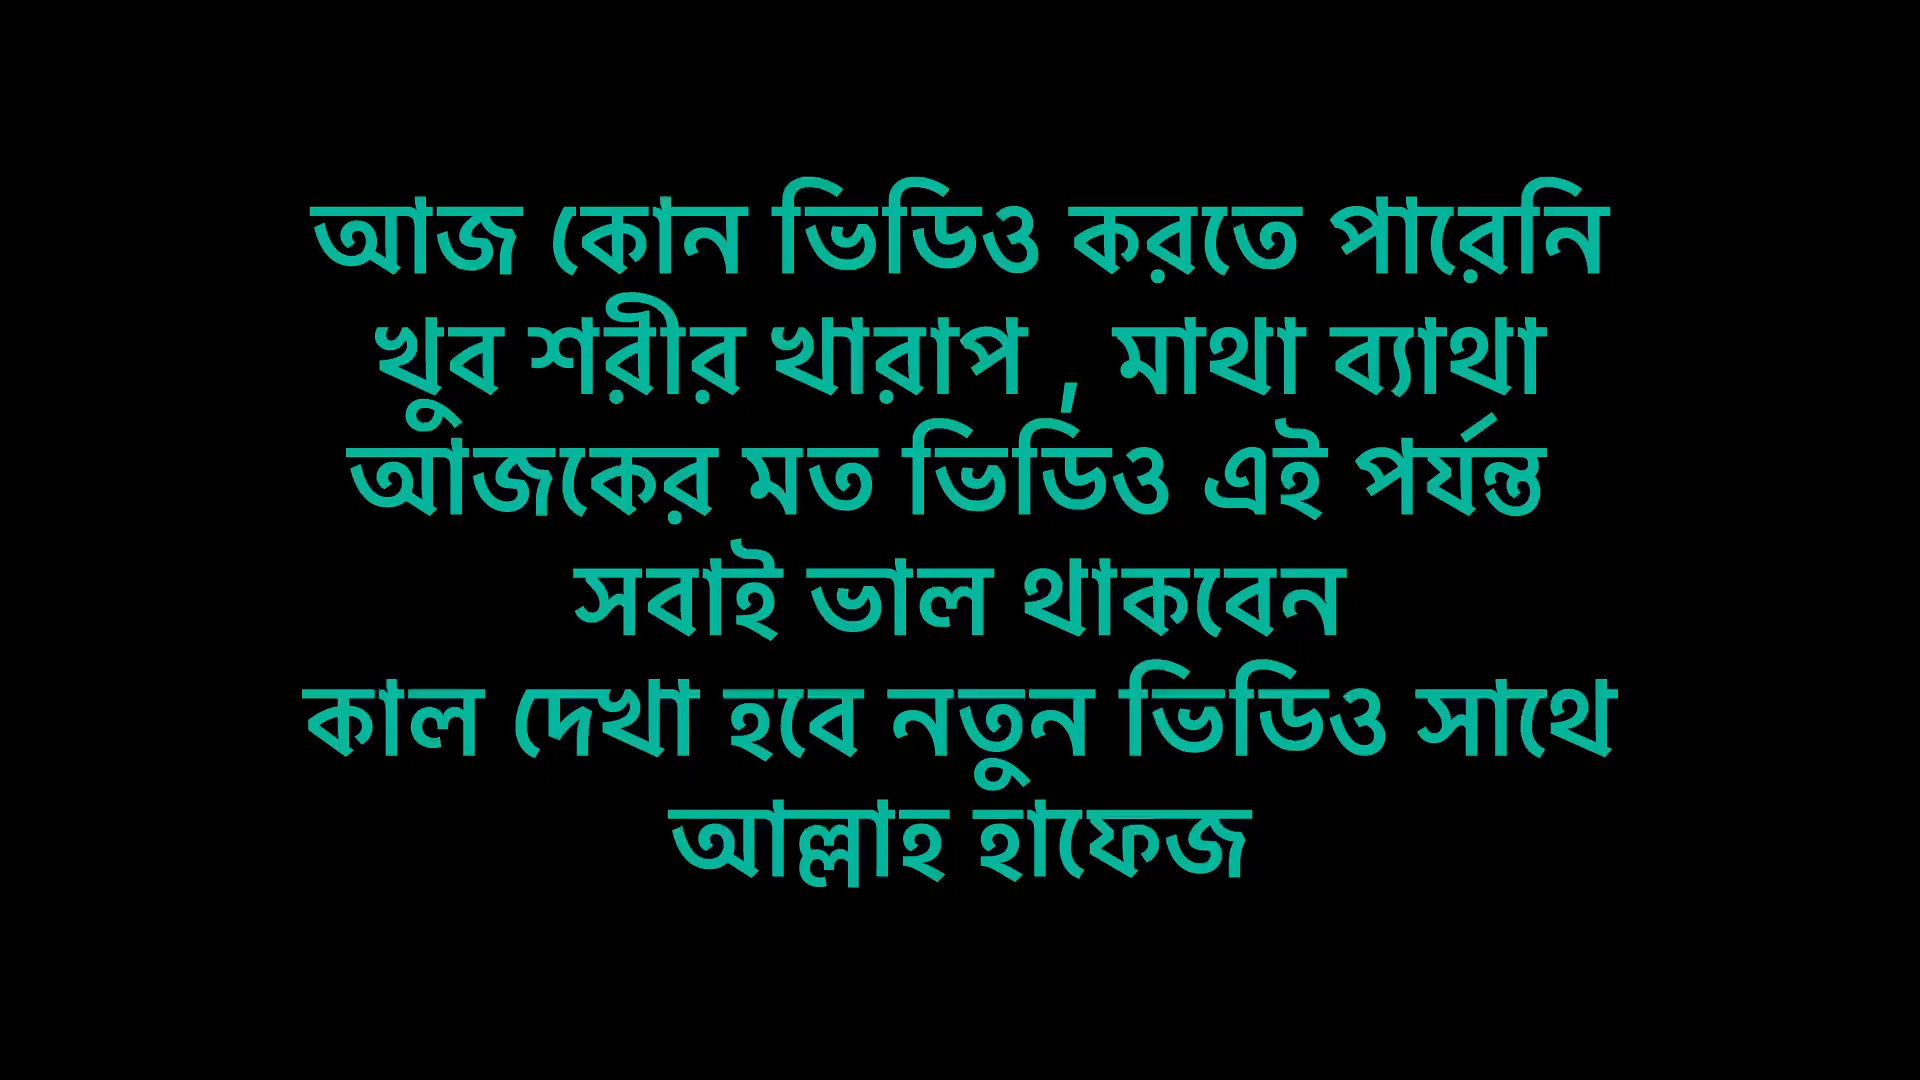 আজ কোন ভিডিও করতে পারেনি
খুব শরীর খারাপ , মাথা ব্যাথা
আজকের মত ভিডিও এই পর্যন্ত
সবাই ভাল থাকবেন
কাল দেখা হবে নতুন ভিডিও সাথে
আল্লাহ হাফেজ